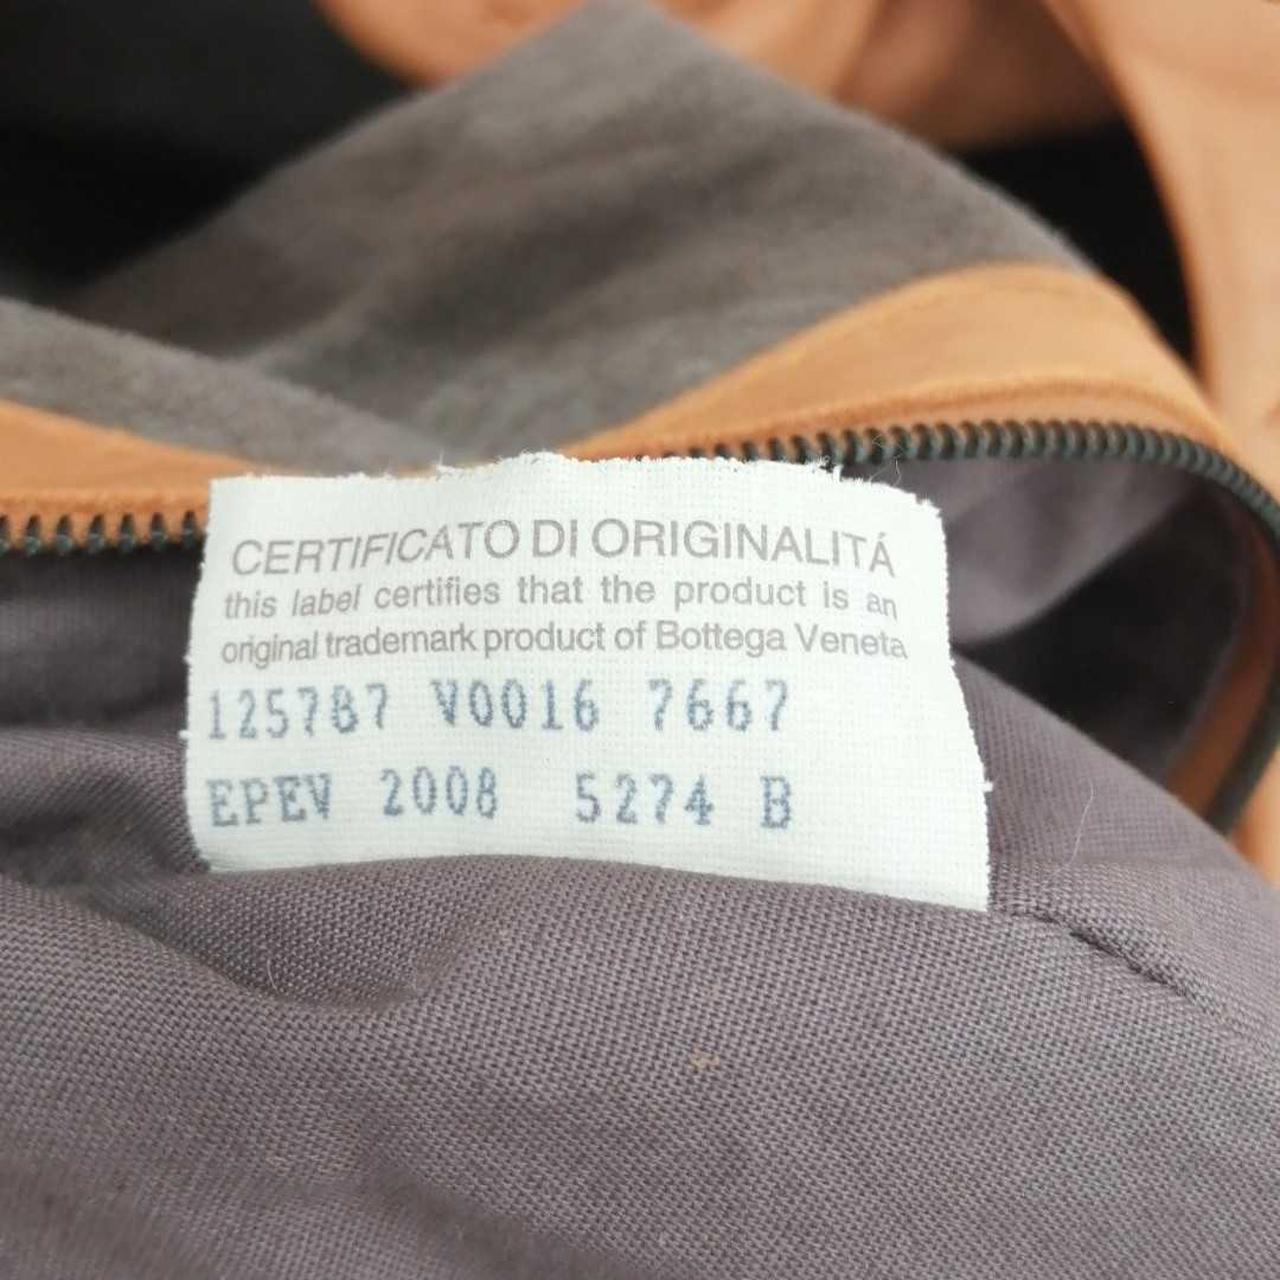 CERTIFICATO DI ORIGINALITÁ
this label certifies that the product is an
original trademark product of Bottega Veneta
125787 V0016 7667
EPEV 2008 5274 B